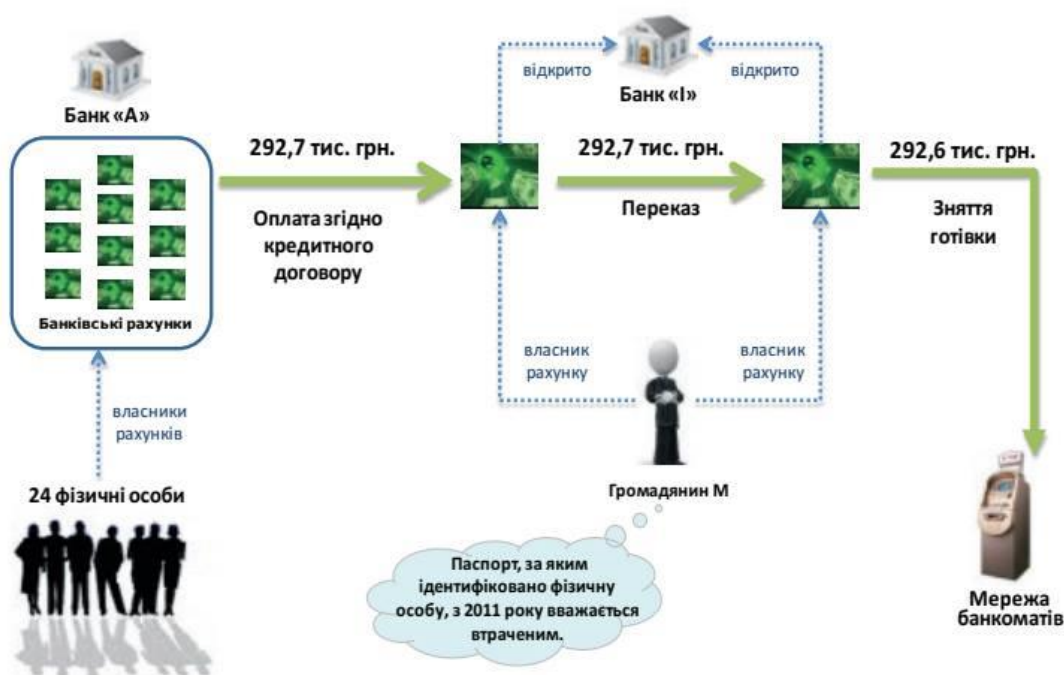 відкрито
відкрито
Банк «А»
Банк «І»
292,7 тис. грн.
292,7 тис. грн.
292,6 тис. грн.
Оплата згідно
кредитного
договору
Переказ
Зняття
готівки
Банківські рахунки
власник
рахунку
власник
рахунку
власники
рахунків
24 фізичні особи
Громадянин М
Паспорт, за яким
ідентифіковано фізичну
особу, з 2011 року вважається
втраченим.
Мережа
банкоматів